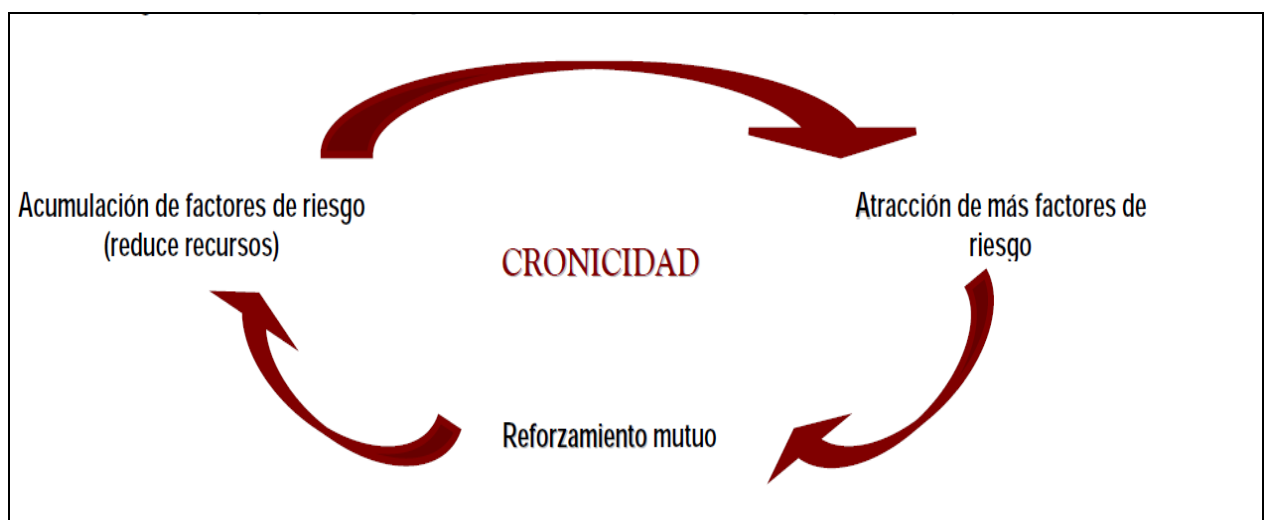 Acumulación de factores de riesgo
(reduce recursos)
Atracción de más factores de
riesgo
CRONICIDAD
Reforzamiento mutuo